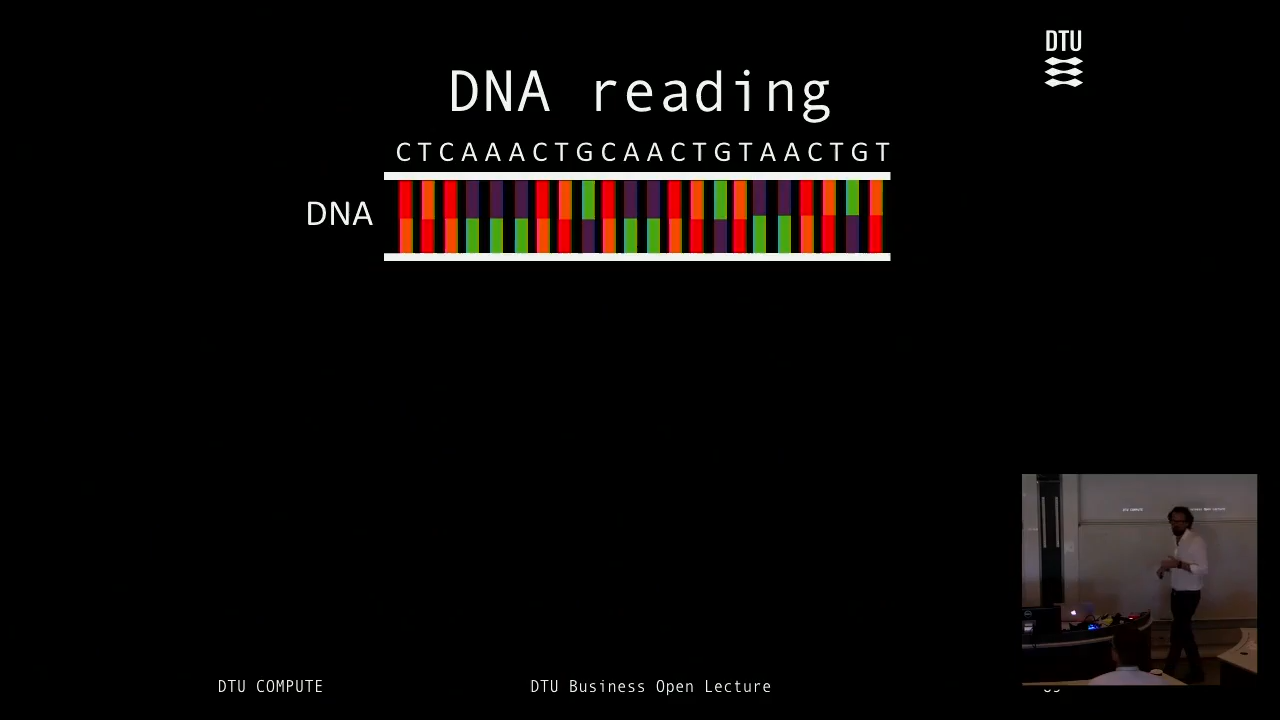 DTU
DNA reading
CTCAAACTGCAACTGTAACTGT
DNA
DTU COMPUTE
DTU Business Open Lecture